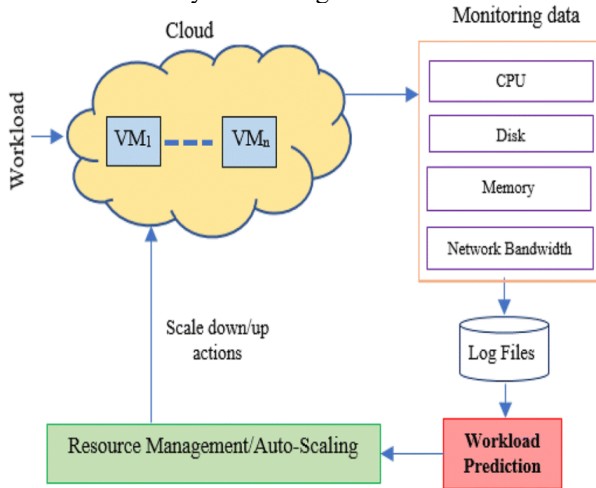 Monitoring data
Cloud
CPU
VM1
VMn
Workload
Disk
Memory
Network Bandwidth
Scale down/up
actions
Log Files
Resource Management/Auto-Scaling
Workload
Prediction